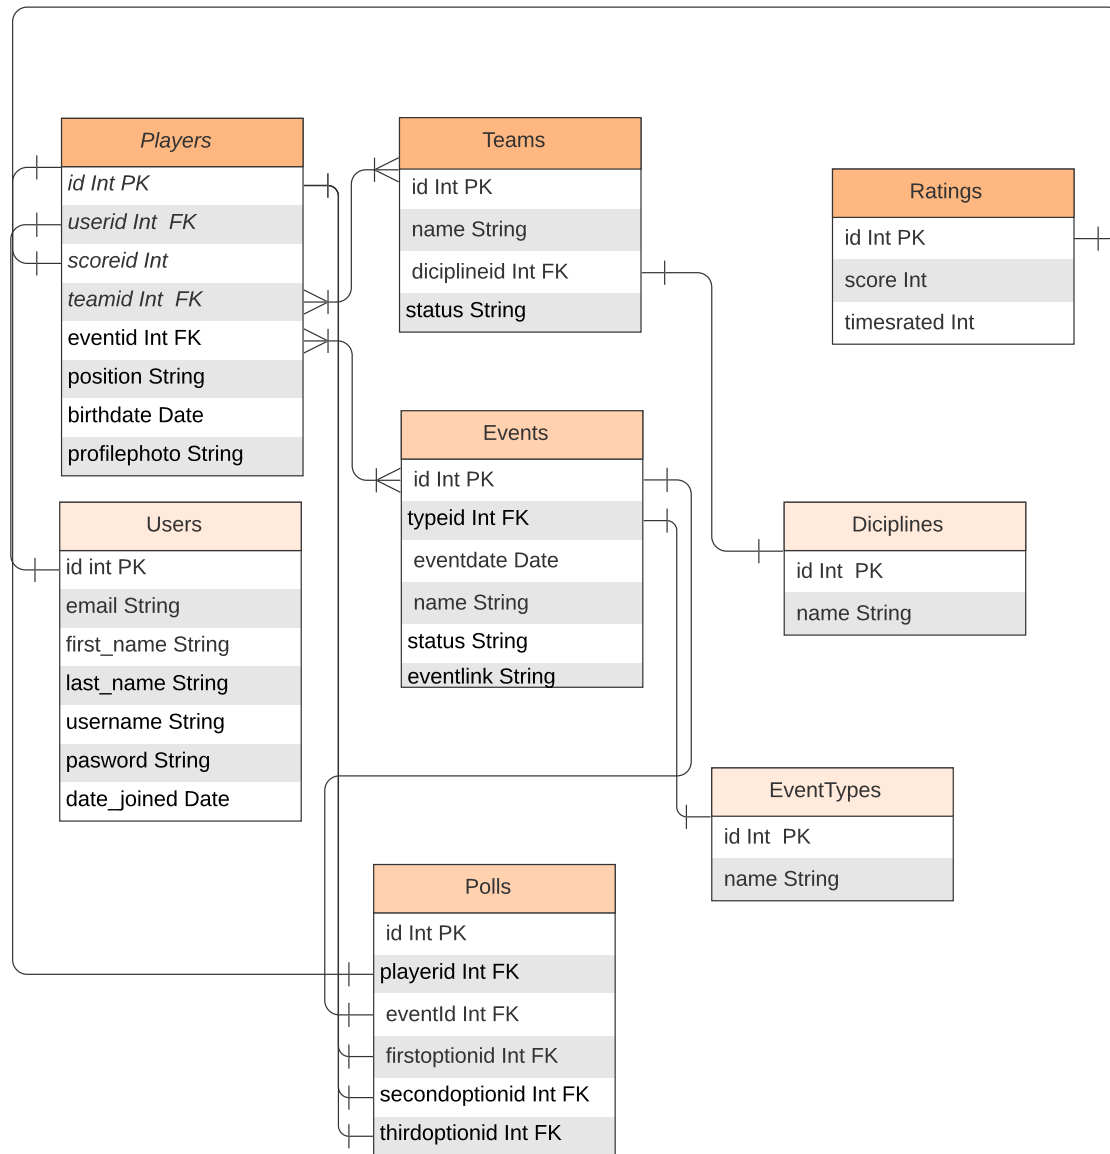 Players
id Int PK
userid Int FK
scoreid Int
teamid Int FK
eventid Int FK
position String
birthdate Date
profilephoto String
Teams
id Int PK
name String
diciplineid Int FK
status String
Ratings
id Int PK
score Int
timesrated Int
Events
id Int PK
typeid Int FK
eventdate Date
name String
status String
eventlink String
Users
id int PK
email String
first_name String
last_name String
username String
pasword String
date_joined Date
Diciplines
id Int PK
name String
EventTypes
id Int PK
name String
Polls
id Int PK
playerid Int FK
eventId Int FK
firstoptionid Int FK
secondoptionid Int FK
thirdoptionid Int FK